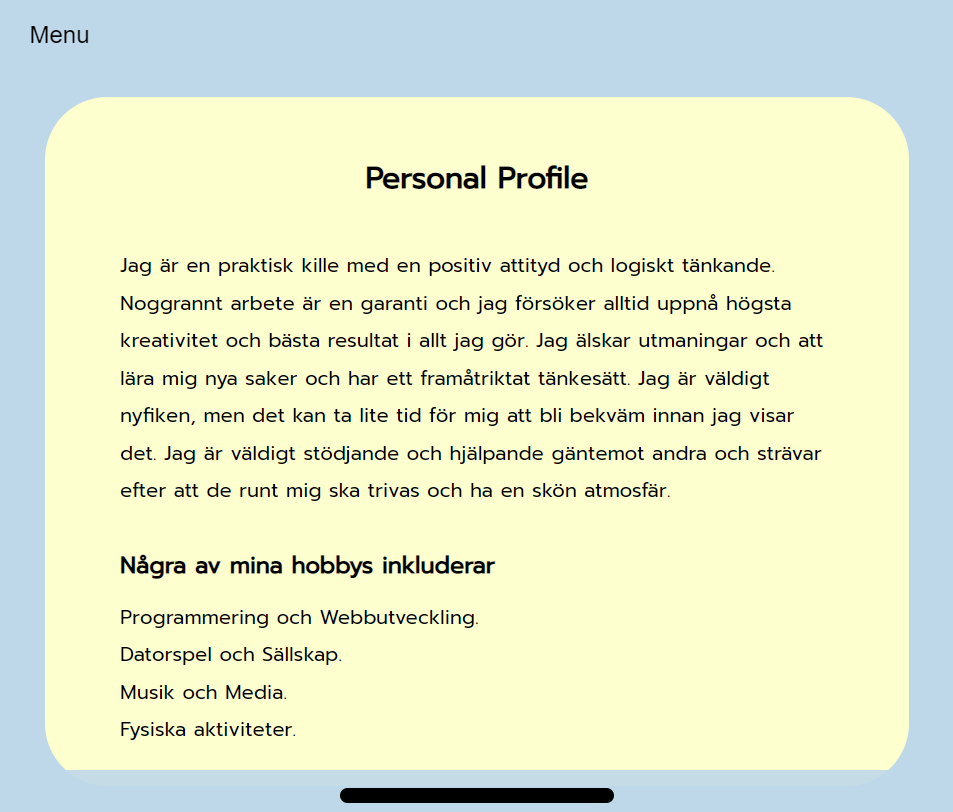 Menu
Personal Profile
Jag är en praktisk kille med en positiv attityd och logiskt tänkande.
Noggrannt arbete är en garanti och jag försöker alltid uppnå högsta
kreativitet och bästa resultat i allt jag gör. Jag älskar utmaningar och att
lära mig nya saker och har ett framåtriktat tänkesätt. Jag är väldigt
nyfiken, men det kan ta lite tid för mig att bli bekväm innan jag visar
det. Jag är väldigt stödjande och hjälpande gäntemot andra och strävar
efter att de runt mig ska trivas och ha en skön atmosfär.
Några av mina hobbys inkluderar
Programmering och Webbutveckling.
Datorspel och Sällskap.
Musik och Media.
Fysiska aktiviteter.